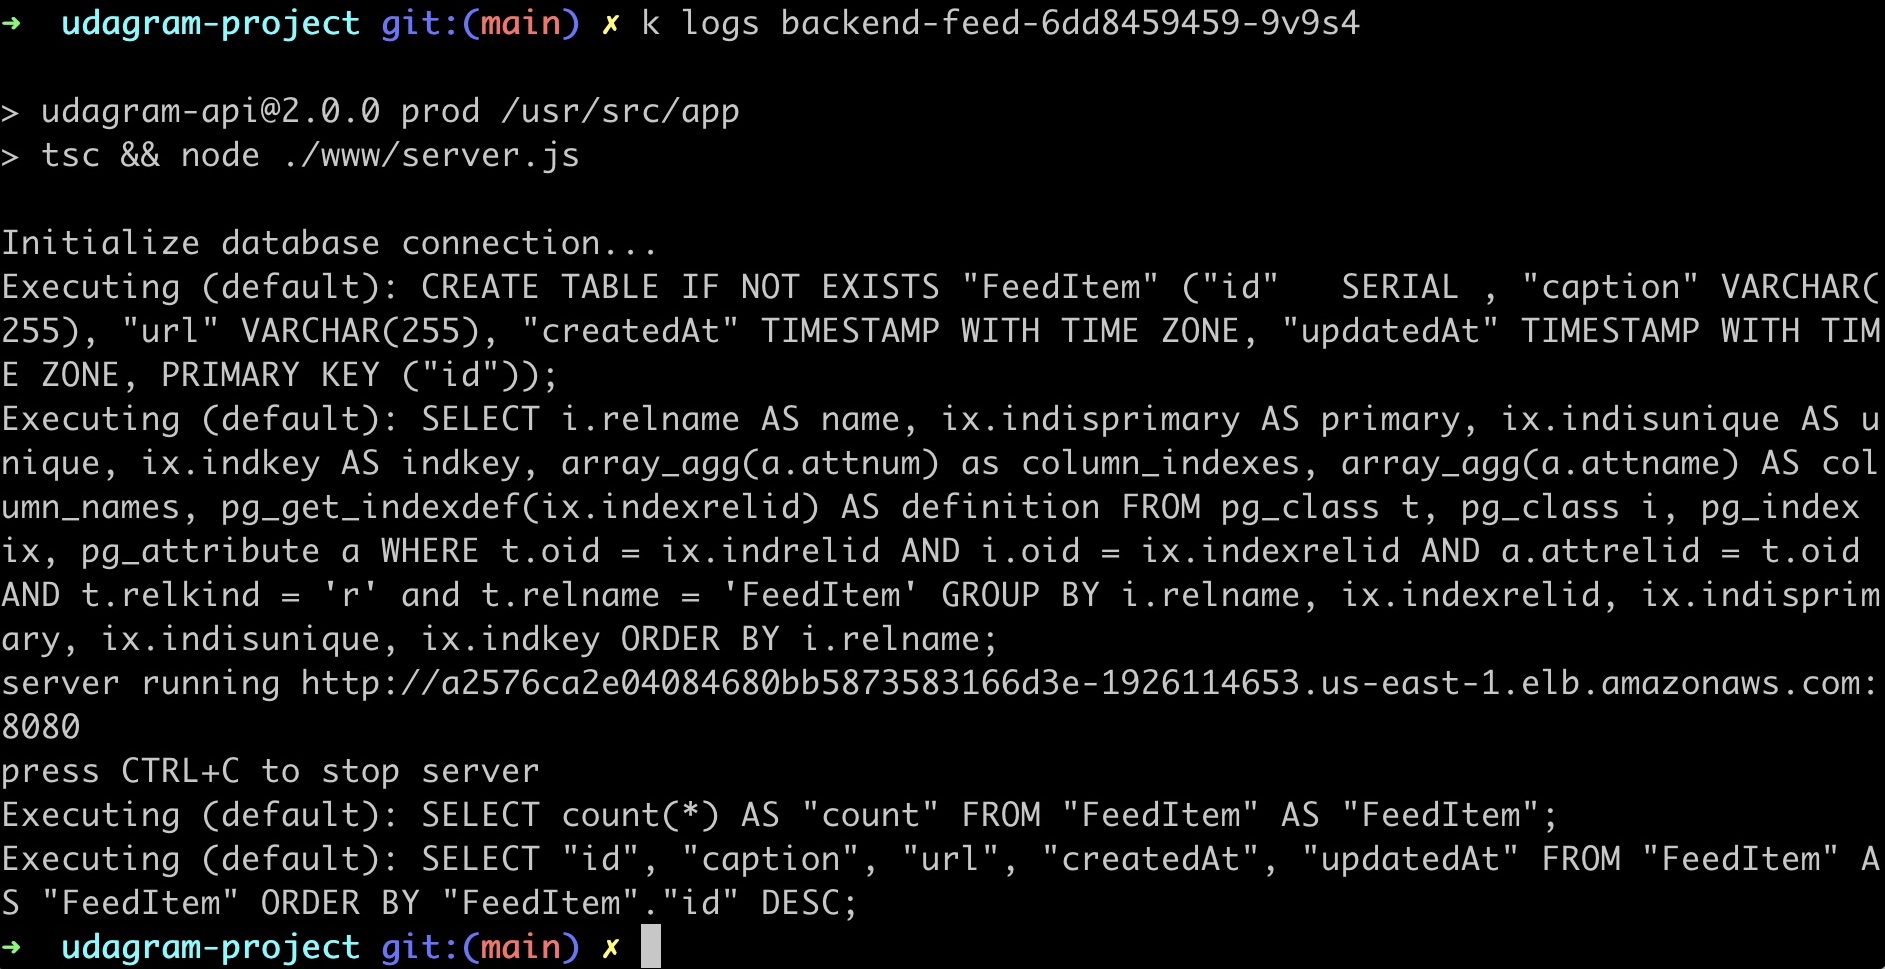 ➜  udagram-project git:(main) ✗ k logs backend-feed-6dd8459459-9v9s4
> udagram-api@2.0.0 prod /usr/src/app
> tsc && node ./www/server.js
Initialize database connection...
Executing (default): CREATE TABLE IF NOT EXISTS "FeedItem" ("id"   SERIAL , "caption" VARCHAR(
255), "url" VARCHAR(255), "createdAt" TIMESTAMP WITH TIME ZONE, "updatedAt" TIMESTAMP WITH TIM
E ZONE, PRIMARY KEY ("id"));
Executing (default): SELECT i.relname AS name, ix.indisprimary AS primary, ix.indisunique AS u
nique, ix.indkey AS indkey, array_agg(a.attnum) as column_indexes, array_agg(a.attname) AS col
umn_names, pg_get_indexdef(ix.indexrelid) AS definition FROM pg_class t, pg_class i, pg_index
ix, pg_attribute a WHERE t.oid = ix.indrelid AND i.oid = ix.indexrelid AND a.attrelid = t.oid
AND t.relkind = 'r' and t.relname = 'FeedItem' GROUP BY i.relname, ix.indexrelid, ix.indisprim
ary, ix.indisunique, ix.indkey ORDER BY i.relname;
server running http://a2576ca2e04084680bb5873583166d3e-1926114653.us-east-1.elb.amazonaws.com:
8080
press CTRL+C to stop server
Executing (default): SELECT count(*) AS "count" FROM "FeedItem" AS "FeedItem";
Executing (default): SELECT "id", "caption", "url", "createdAt", "updatedAt" FROM "FeedItem" A
S "FeedItem" ORDER BY "FeedItem"."id" DESC;
➜  udagram-project git:(main) ✗